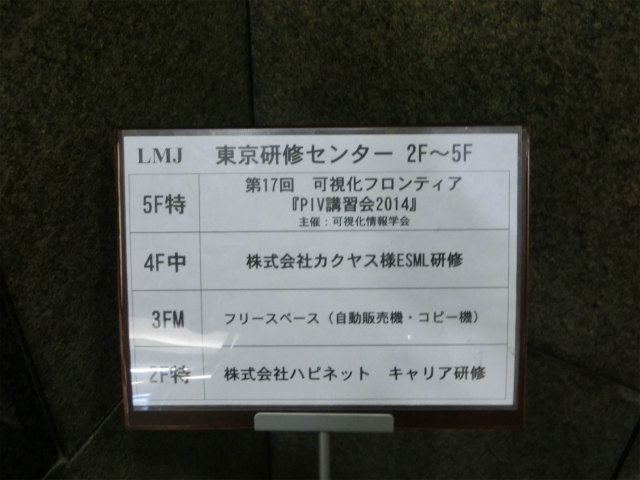 LMJ 東京研修センター 2F～5F
5F特 第17回 可視化フロンティア
『PIV講習会2014』
主催：可視化情報学会
4F中 株式会社カクヤス様ESML研修
3FM フリースペース（自動販売機・コピー機）
2F特 株式会社ハピネット キャリア研修